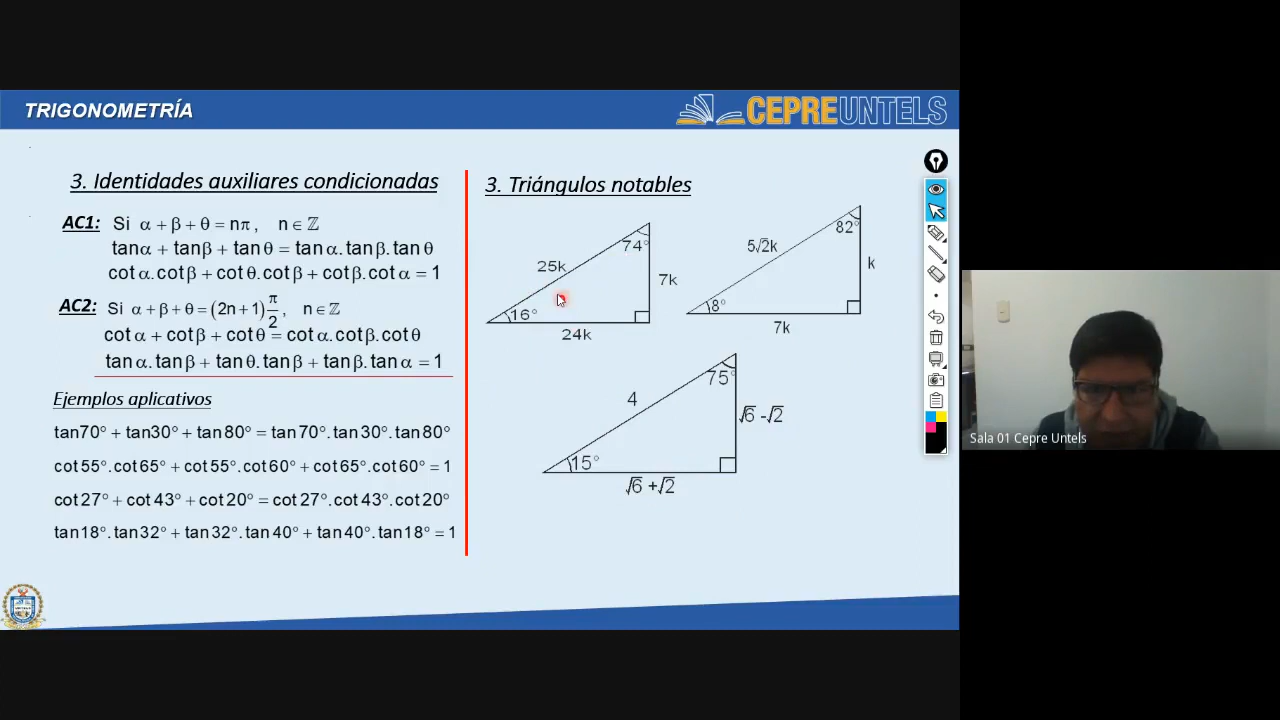 TRIGONOMETRÍA
CEPREUNTELS
3. Identidades auxiliares condicionadas
AC1: Si α + β + θ = nπ, n ∈ ℤ
tanα + tanβ + tanθ = tanα.tanβ.tanθ
cotα.cotβ + cotθ.cotβ + cotβ.cotα = 1
AC2: Si α + β + θ = (2n + 1)π/2, n ∈ ℤ
cotα + cotβ + cotθ = cotα.cotβ.cotθ
tanα.tanβ + tanθ.tanβ + tanβ.tanα = 1
Ejemplos aplicativos
tan70° + tan30° + tan80° = tan70°.tan30°.tan80°
cot55°.cot65° + cot55°.cot60° + cot65°.cot60° = 1
cot27° + cot43° + cot20° = cot27°.cot43°.cot20°
tan18°.tan32° + tan32°.tan40° + tan40°.tan18° = 1
3. Triángulos notables
74°
25k
7k
16°
24k
82°
5√2k
k
8°
7k
75°
4
√6 -√2
15°
√6 +√2
Sala 01 Cepre Untels